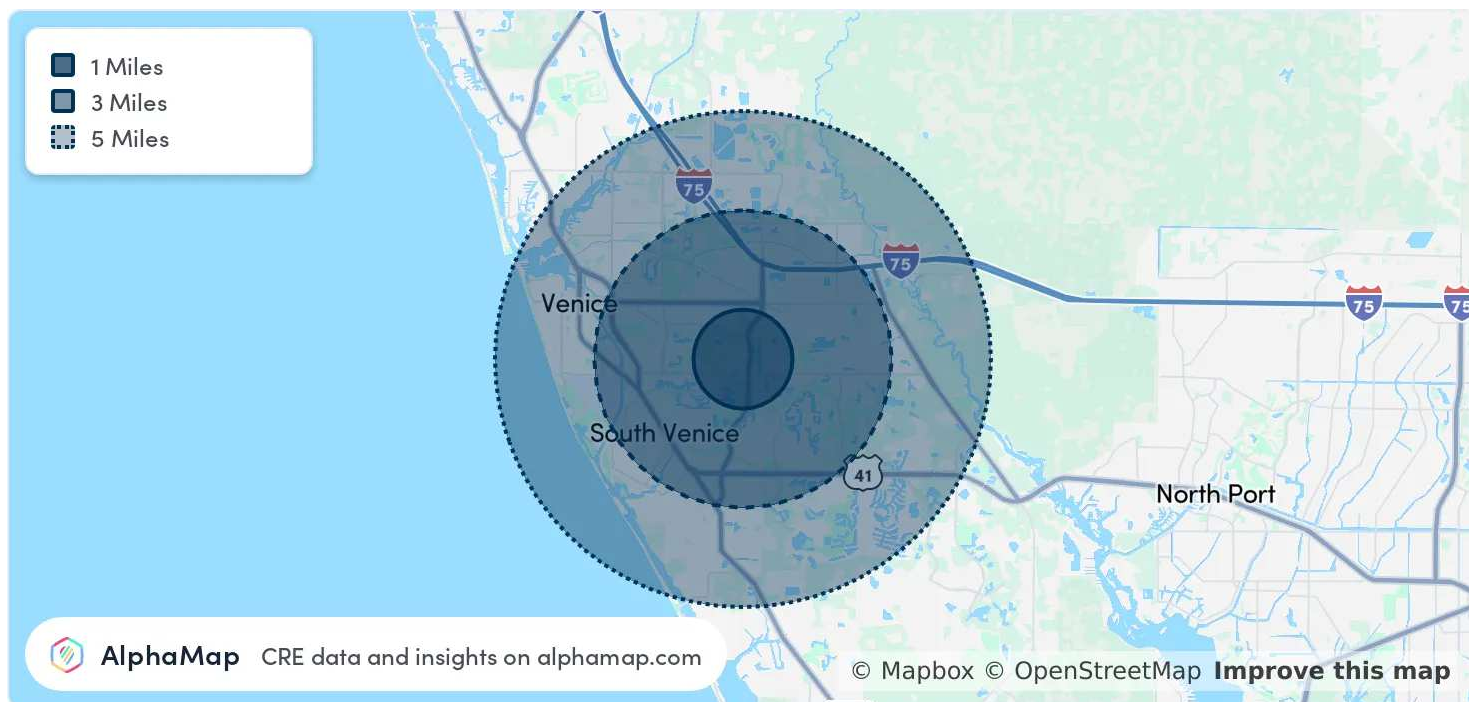 1 Miles
3 Miles
5 Miles
75
75
75
75
Venice
South Venice
41
North Port
AlphaMap CRE data and insights on alphamap.com
© Mapbox © OpenStreetMap Improve this map